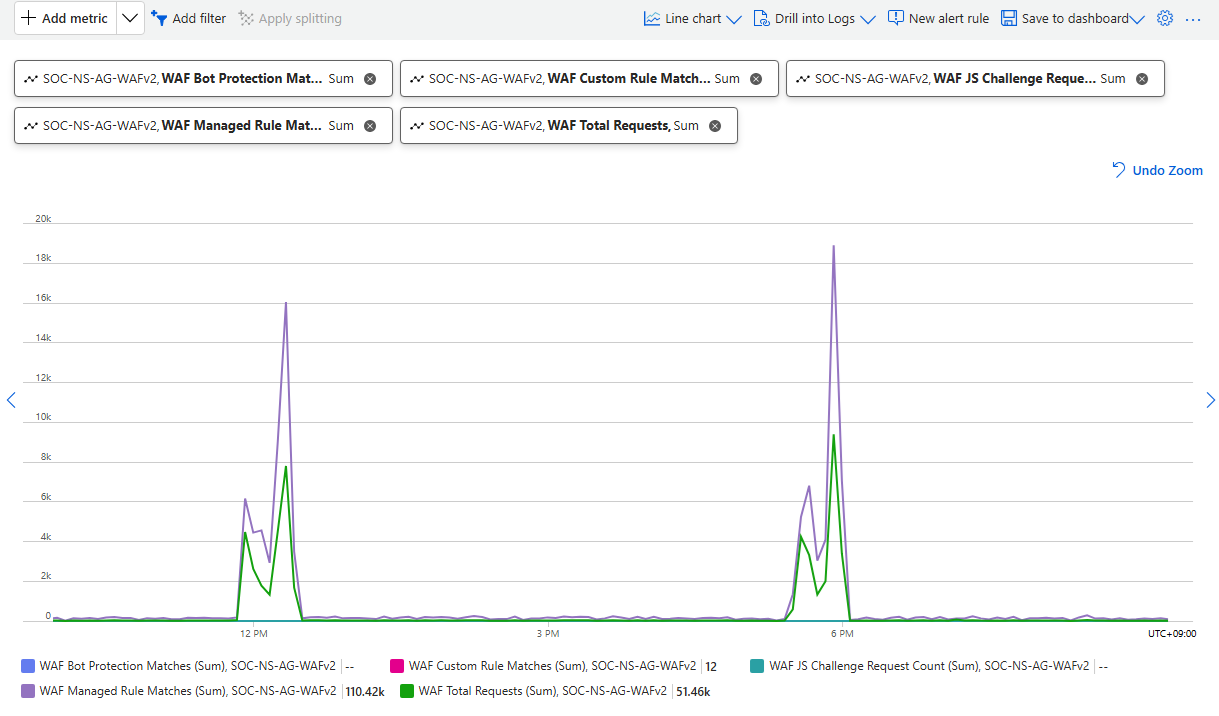 Add metric Add filter Apply splitting Line chart Drill into Logs New alert rule Save to dashboard ...
SOC-NS-AG-WAFv2, WAF Bot Protection Mat... Sum SOC-NS-AG-WAFv2, WAF Custom Rule Match... Sum SOC-NS-AG-WAFv2, WAF JS Challenge Reque... Sum
SOC-NS-AG-WAFv2, WAF Managed Rule Mat... Sum SOC-NS-AG-WAFv2, WAF Total Requests, Sum
Undo Zoom
20k
18k
16k
14k
12k
10k
8k
6k
4k
2k
0
12 PM 3 PM 6 PM UTC+09:00
WAF Bot Protection Matches (Sum), SOC-NS-AG-WAFv2 -- WAF Custom Rule Matches (Sum), SOC-NS-AG-WAFv2 12 WAF JS Challenge Request Count (Sum), SOC-NS-AG-WAFv2 --
WAF Managed Rule Matches (Sum), SOC-NS-AG-WAFv2 110.42k WAF Total Requests (Sum), SOC-NS-AG-WAFv2 51.46k